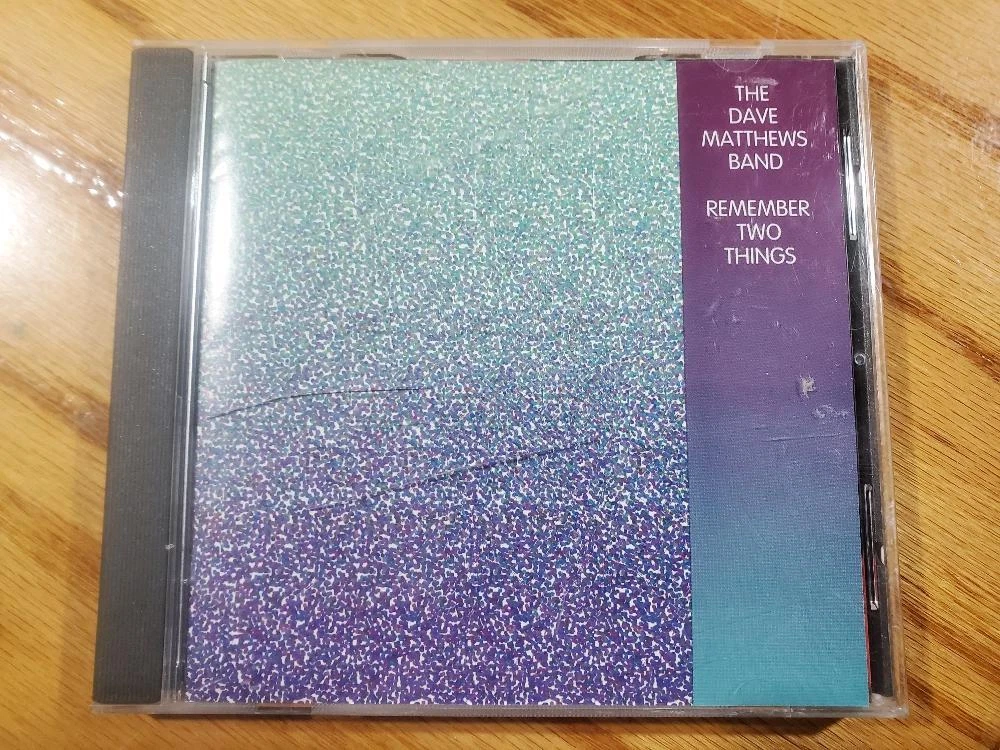 THE
DAVE
MATTHEWS
BAND
REMEMBER
TWO
THINGS